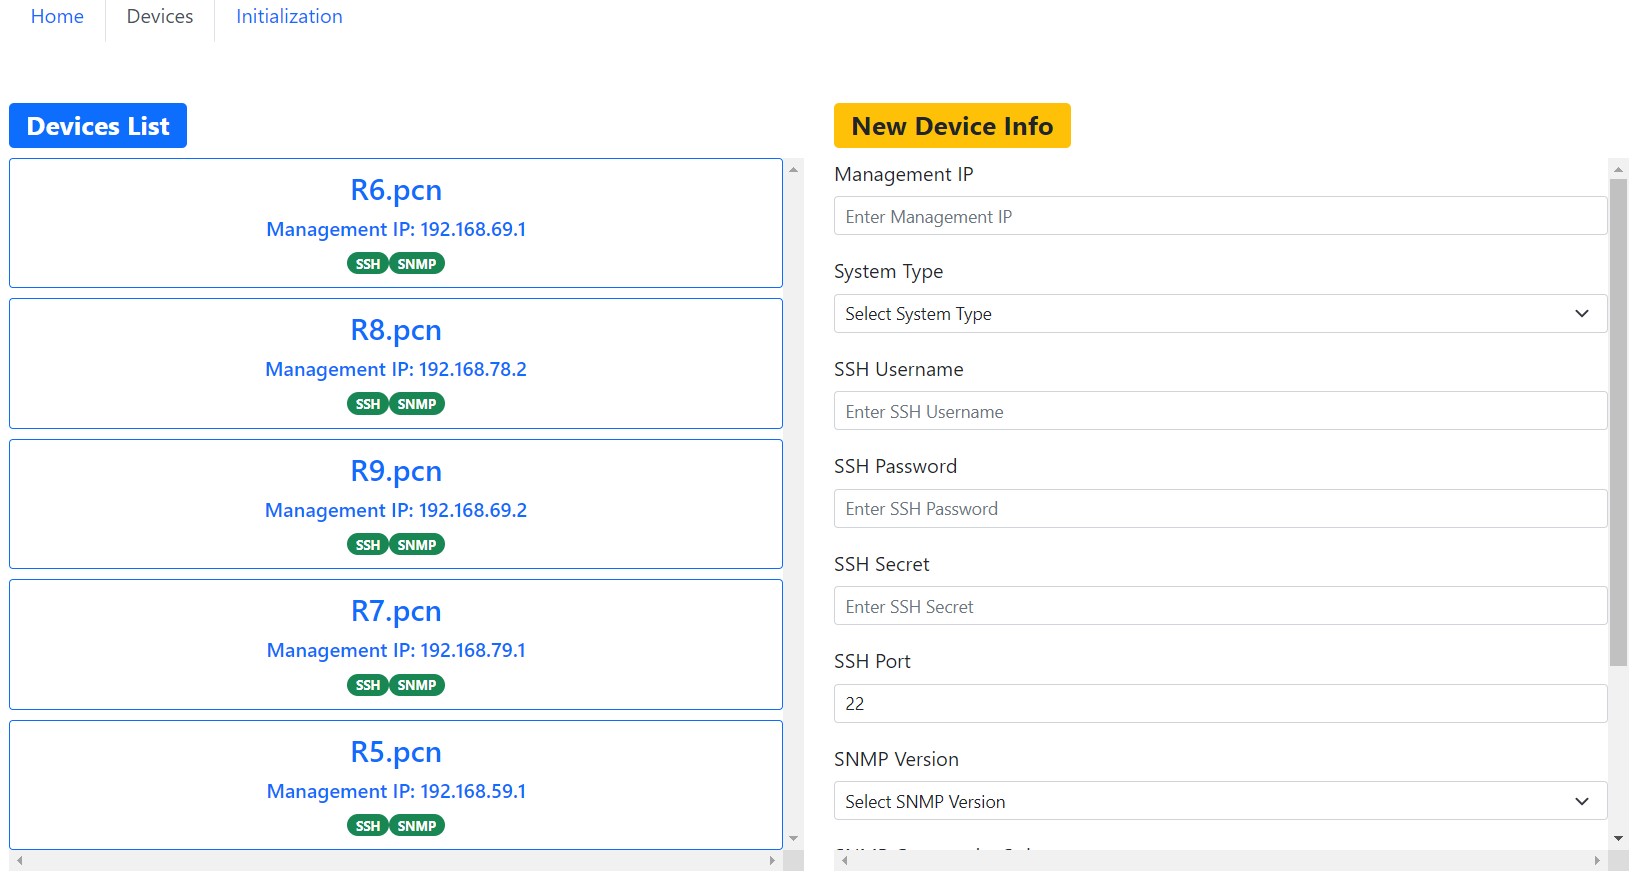 Home
Devices
Initialization
Devices List
R6.pcn
Management IP: 192.168.69.1
SSH SNMP
R8.pcn
Management IP: 192.168.78.2
SSH SNMP
R9.pcn
Management IP: 192.168.69.2
SSH SNMP
R7.pcn
Management IP: 192.168.79.1
SSH SNMP
R5.pcn
Management IP: 192.168.59.1
SSH SNMP
New Device Info
Management IP
Enter Management IP
System Type
Select System Type
SSH Username
Enter SSH Username
SSH Password
Enter SSH Password
SSH Secret
Enter SSH Secret
SSH Port
22
SNMP Version
Select SNMP Version